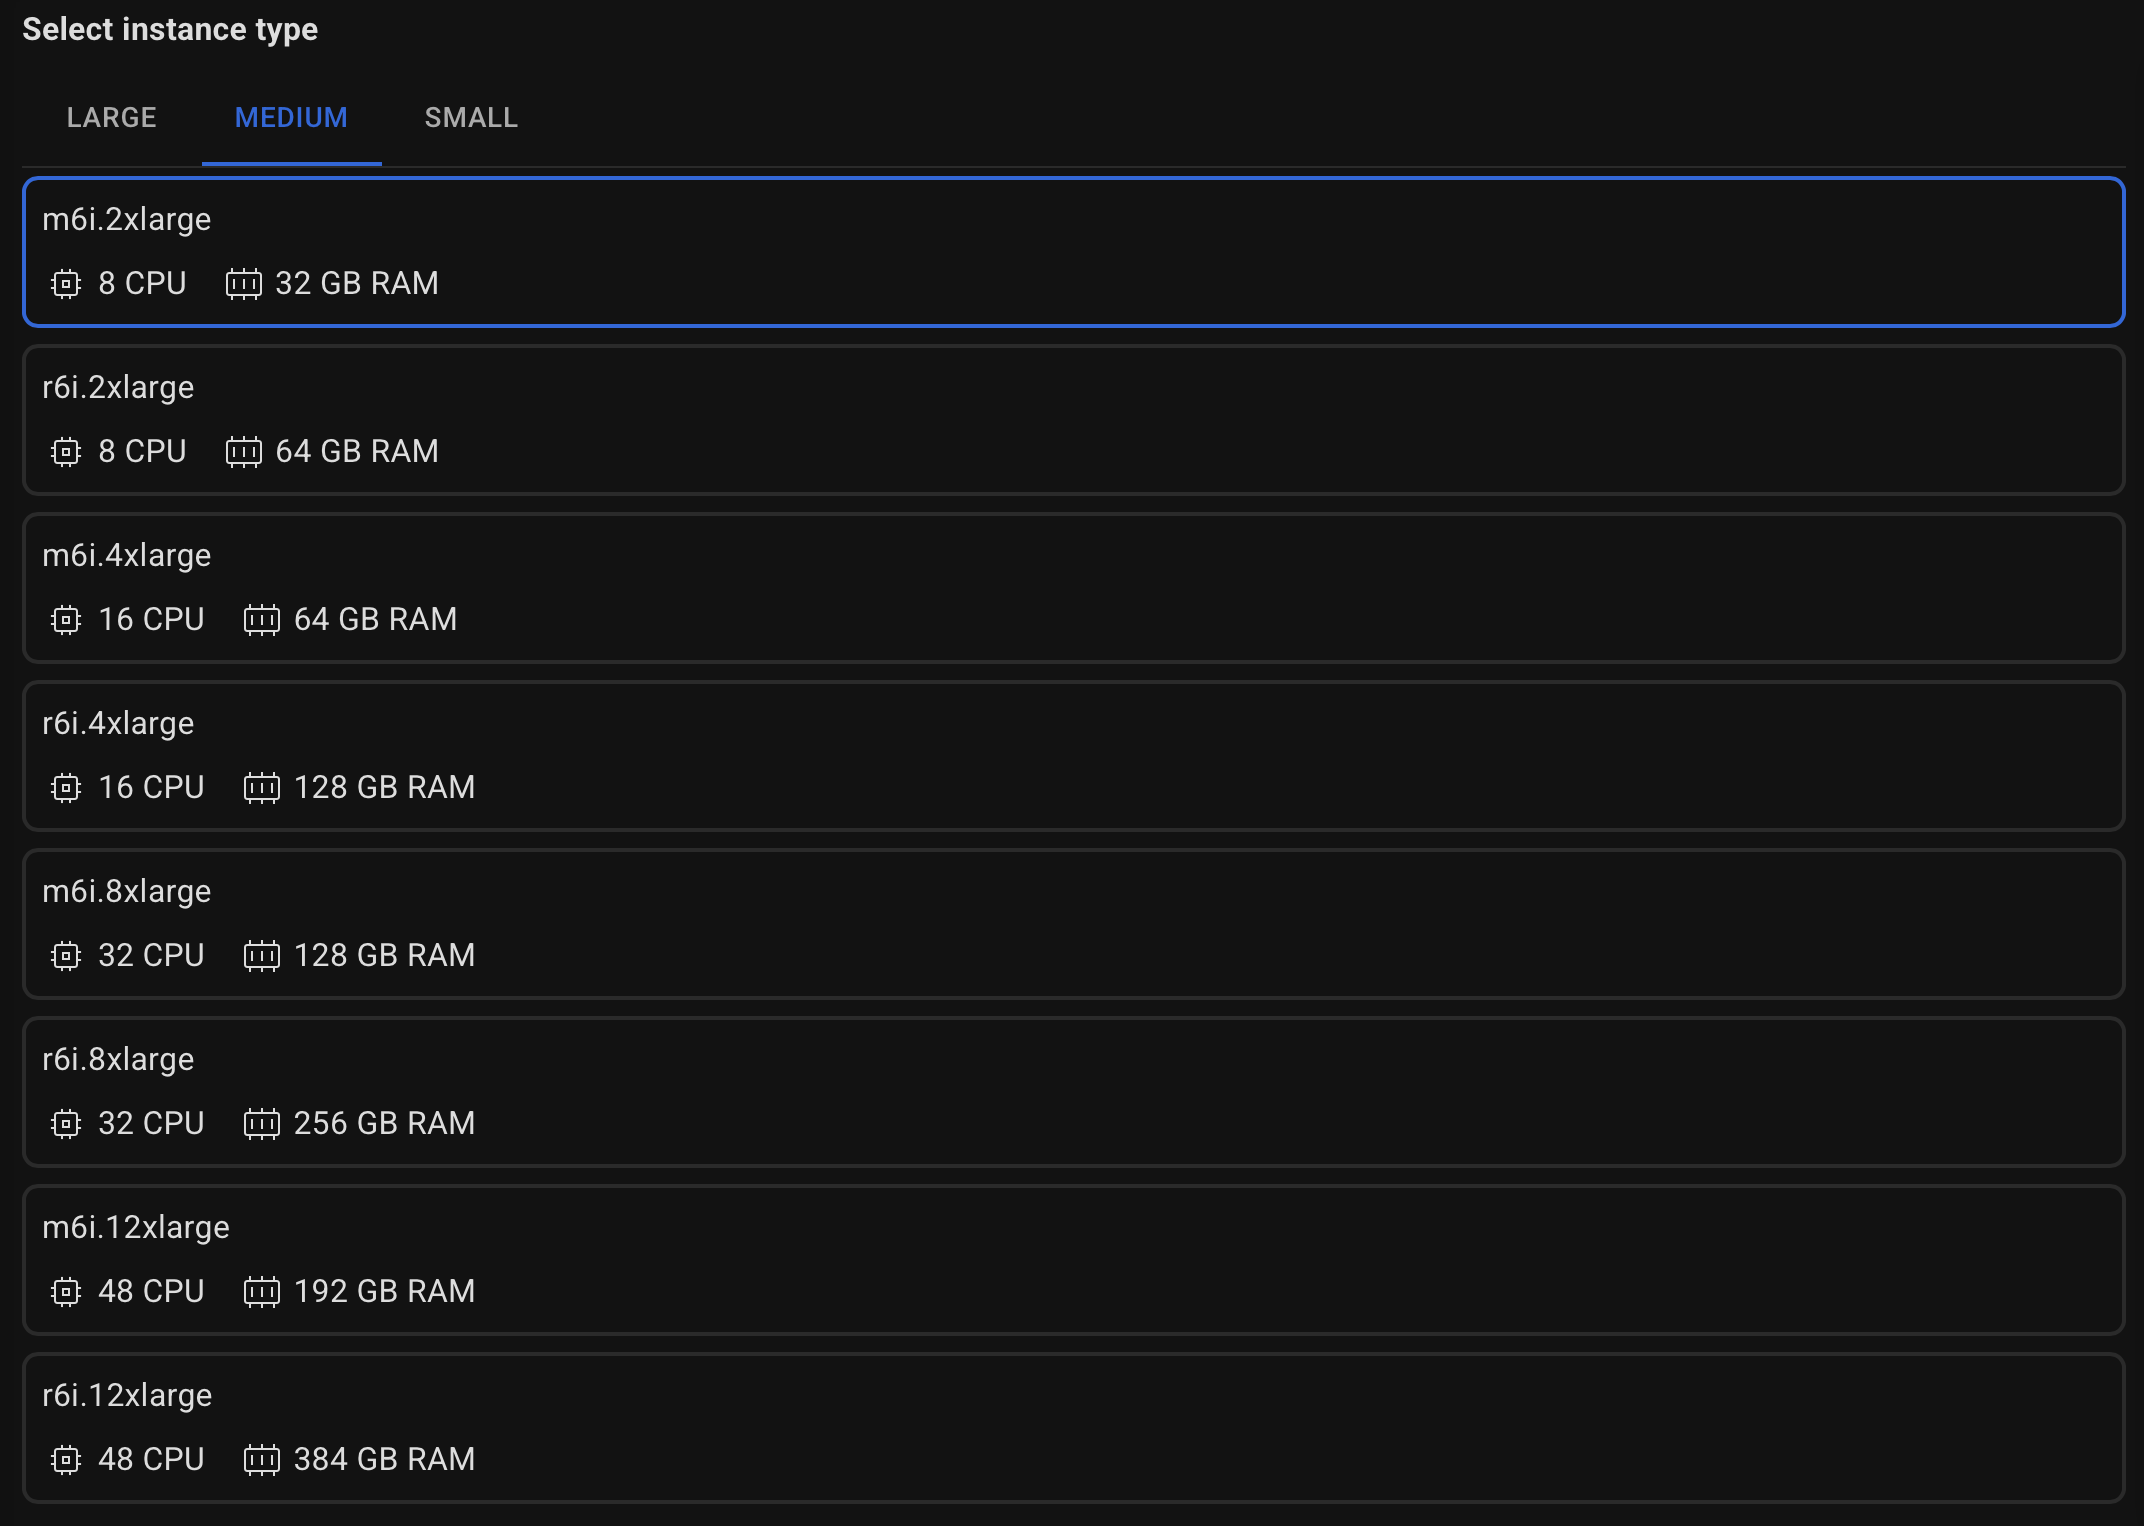 Select instance type
LARGE MEDIUM SMALL
m6i.2xlarge
8 CPU 32 GB RAM
r6i.2xlarge
8 CPU 64 GB RAM
m6i.4xlarge
16 CPU 64 GB RAM
r6i.4xlarge
16 CPU 128 GB RAM
m6i.8xlarge
32 CPU 128 GB RAM
r6i.8xlarge
32 CPU 256 GB RAM
m6i.12xlarge
48 CPU 192 GB RAM
r6i.12xlarge
48 CPU 384 GB RAM